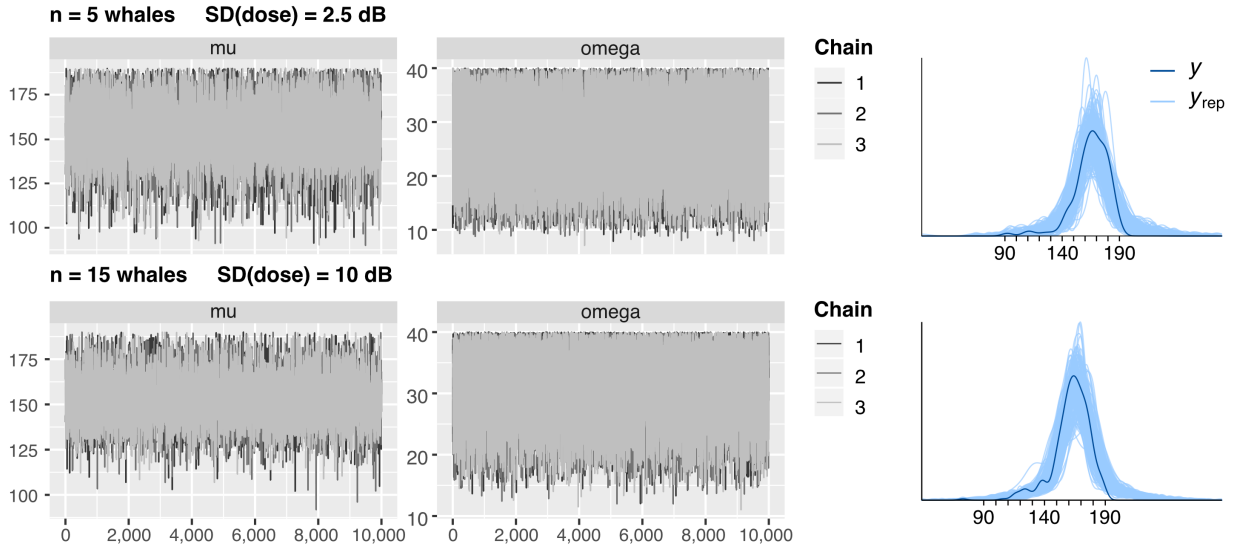 n = 5 whales SD(dose) = 2.5 dB
mu
omega
175
150
125
100
40
30
20
10
Chain
1
2
3
y
yrep
90 140 190
n = 15 whales SD(dose) = 10 dB
mu
omega
175
150
125
100
0 2,000 4,000 6,000 8,000 10,000
40
30
20
10
0 2,000 4,000 6,000 8,000 10,000
Chain
1
2
3
90 140 190